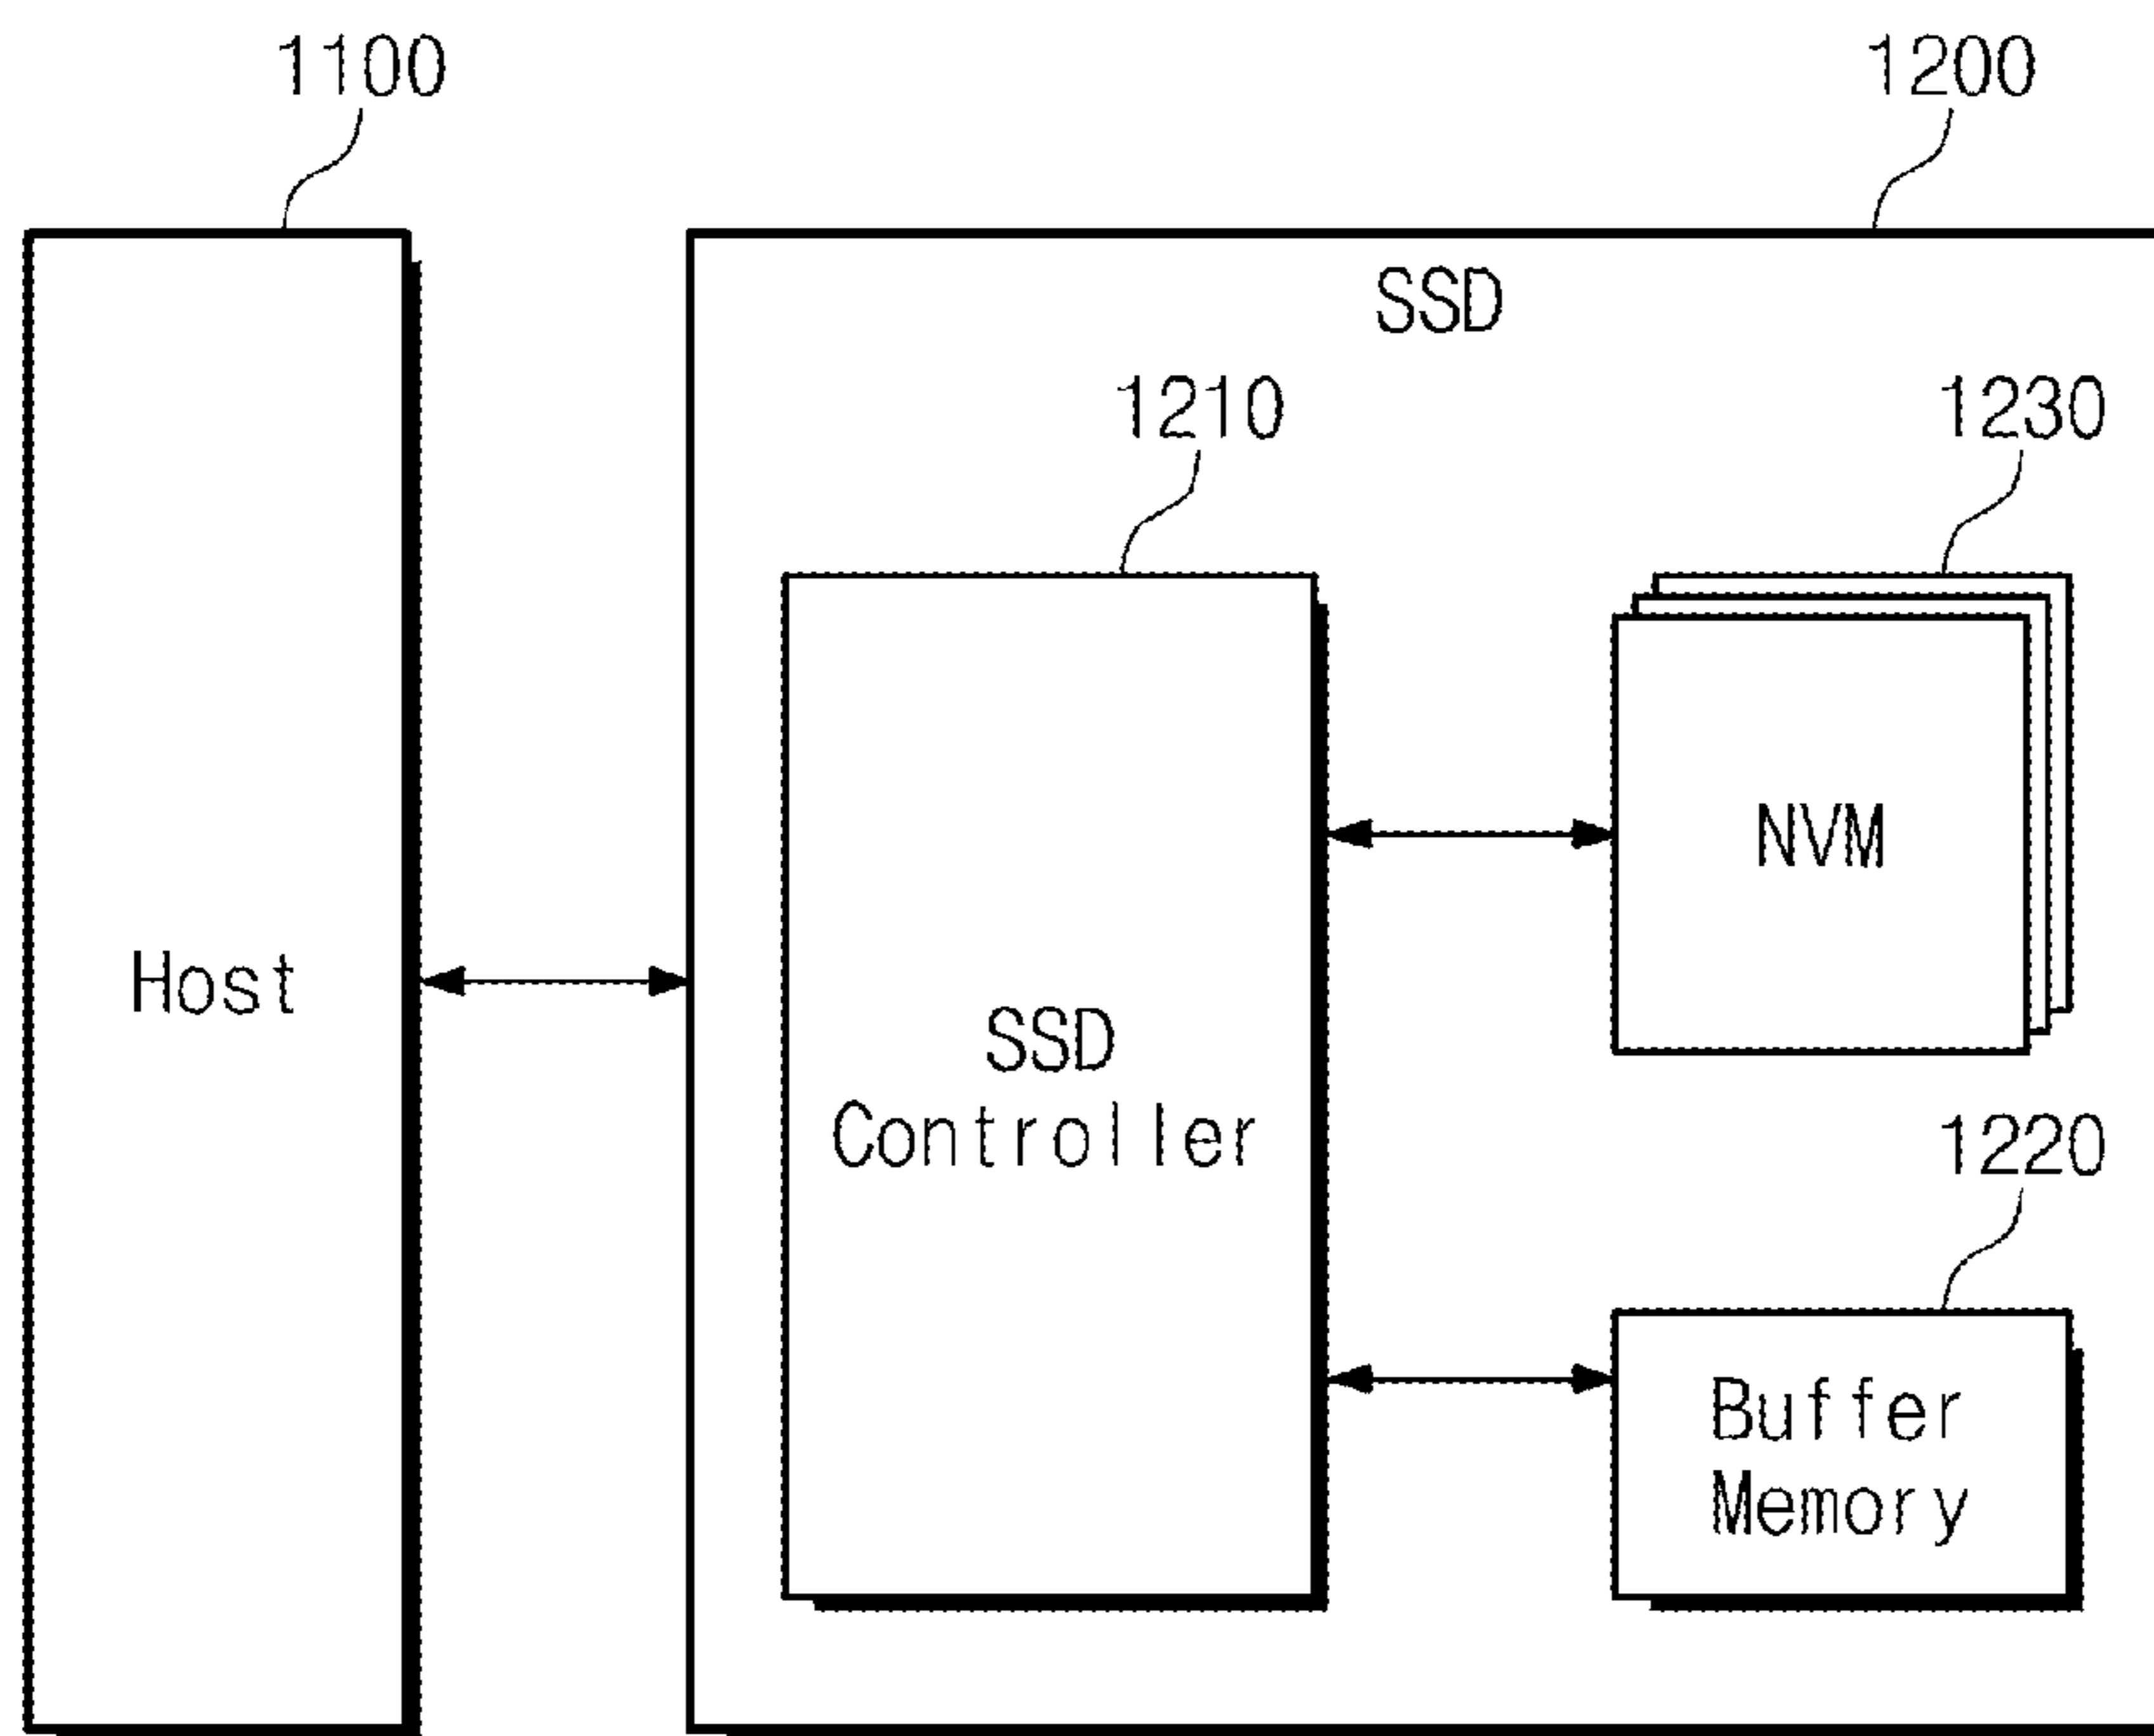 1100
1200
SSD
1210
1230
NVM
Host
SSD
Controller
1220
Buffer
Memory